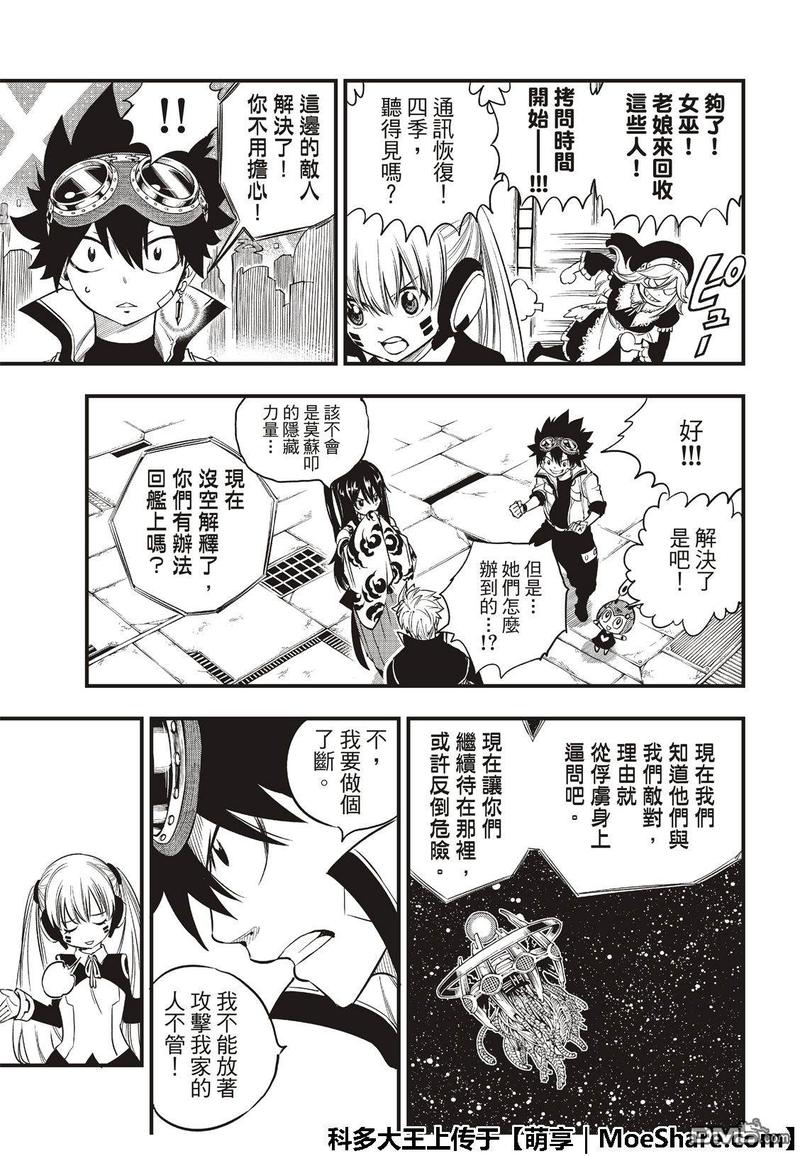 夠了！
女巫！
老娘來回收
這些人！
拷問時間
開始——!!!
ピュー
通訊恢復！
四季，
聽得見嗎？
這邊的敵人
解決了！
你不用擔心！
!!
好!!!
解決了
是吧！
但是…
她們怎麼
辦到的…!?
該不會
是莫蘇叩
的隱藏
力量…
現在
沒空解釋了，
你們有辦法
回艦上嗎？
現在我們
知道他們與
我們敵對，
理由就
從俘虜身上
逼問吧。
現在讓你們
繼續待在那裡，
或許反倒危險。
不，
我要做個
了斷。
我不能放著
攻擊我家的
人不管！
科多大王上传于【萌享｜MoeShare.com】